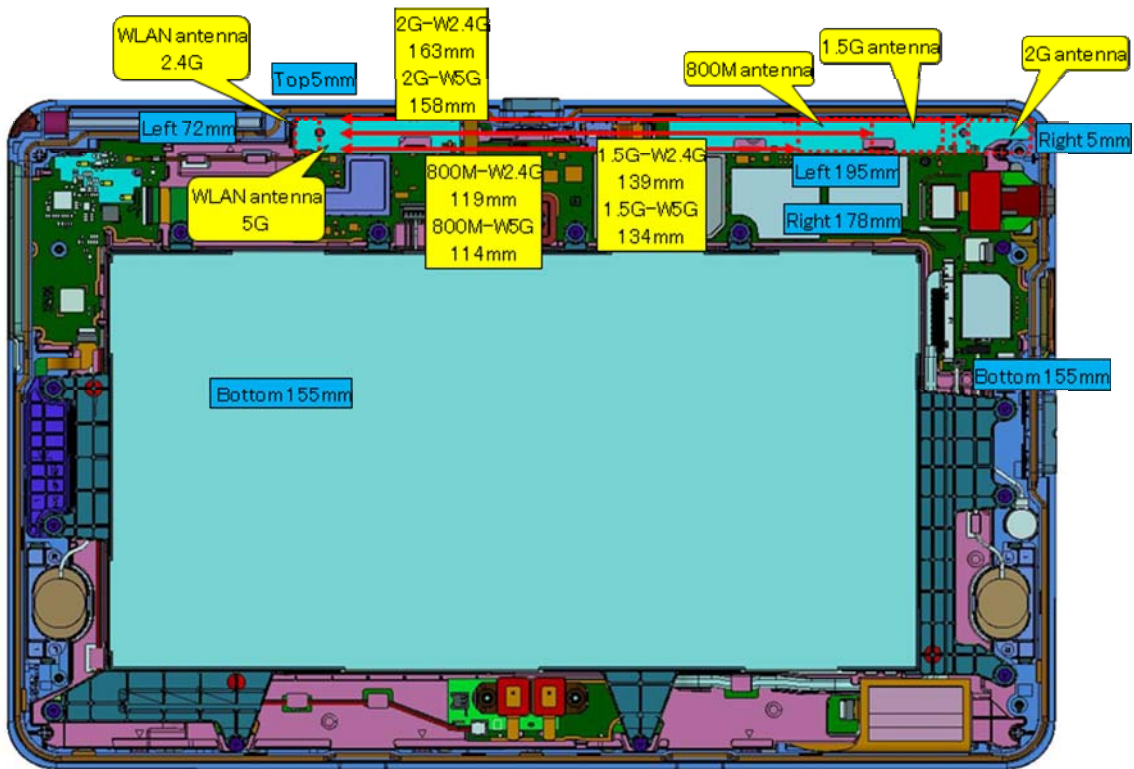 WLAN antenna
2.4G
2G-W2.4G
163mm
2G-W5G
158mm
1.5G antenna
2G antenna
800M antenna
Top5mm
Left 72mm
Right 5mm
WLAN antenna
5G
800M-W2.4G
119mm
800M-W5G
114mm
1.5G-W2.4G
139mm
1.5G-W5G
134mm
Left 195mm
Right 178mm
Bottom 155mm
Bottom 155mm